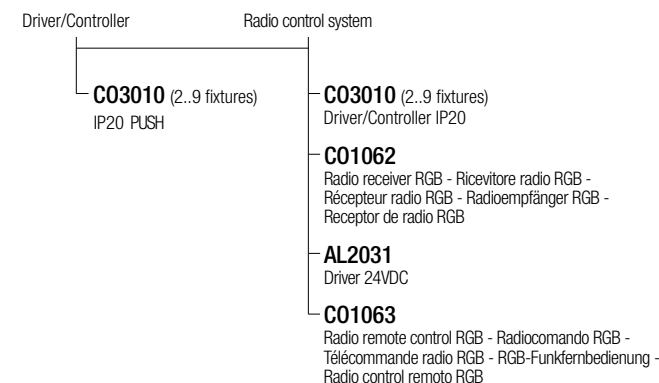 Driver/Controller
Radio control system
CO3010 (2..9 fixtures)
IP20 PUSH
CO3010 (2..9 fixtures)
Driver/Controller IP20
CO1062
Radio receiver RGB - Ricevitore radio RGB -
Récepteur radio RGB - Radioempfänger RGB -
Receptor de radio RGB
AL2031
Driver 24VDC
CO1063
Radio remote control RGB - Radiocomando RGB -
Télécommande radio RGB - RGB-Funkfernbedienung -
Radio control remoto RGB